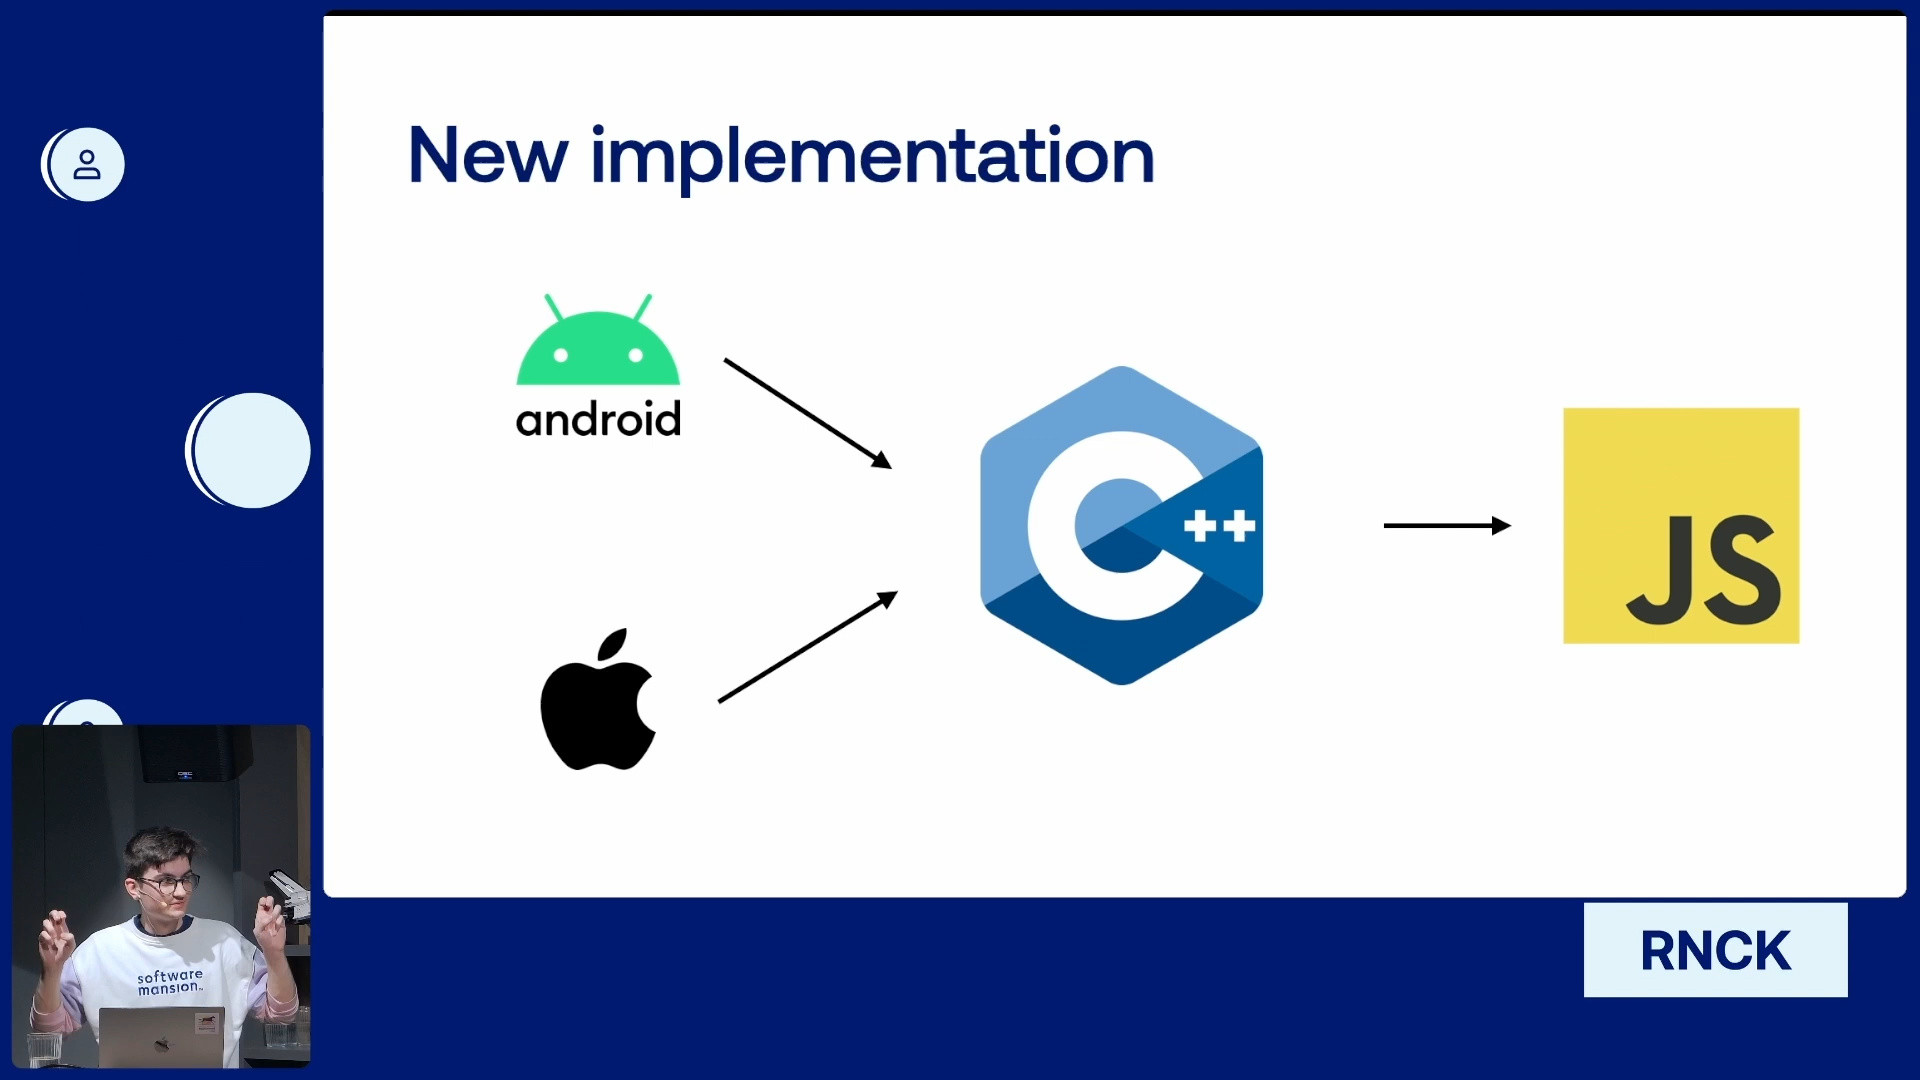 New implementation
android
++
JS
RNCK
software
mansion